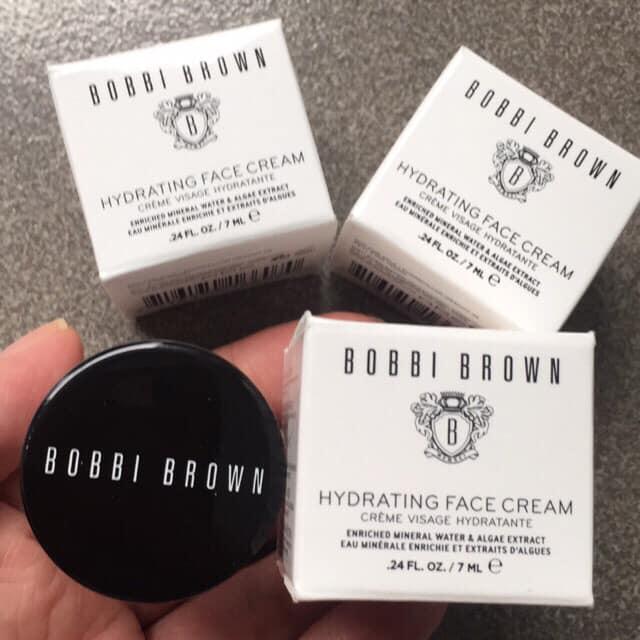 BOBBI BROWN
B
HYDRATING FACE CREAM
CRÈME VISAGE HYDRATANTE
ENRICHED MINERAL WATER & ALGAE EXTRACT
EAU MINÉRALE ENRICHIE ET EXTRAITS D'ALGUES
.24 FL. OZ. / 7 ML ℮
BOBBI BROWN
B
HYDRATING FACE CREAM
CRÈME VISAGE HYDRATANTE
ENRICHED MINERAL WATER & ALGAE EXTRACT
EAU MINÉRALE ENRICHIE ET EXTRAITS D'ALGUES
.24 FL. OZ. / 7 ML ℮
BOBBI BROWN
BOBBI BROWN
B
HYDRATING FACE CREAM
CRÈME VISAGE HYDRATANTE
ENRICHED MINERAL WATER & ALGAE EXTRACT
EAU MINÉRALE ENRICHIE ET EXTRAITS D'ALGUES
.24 FL. OZ. / 7 ML ℮